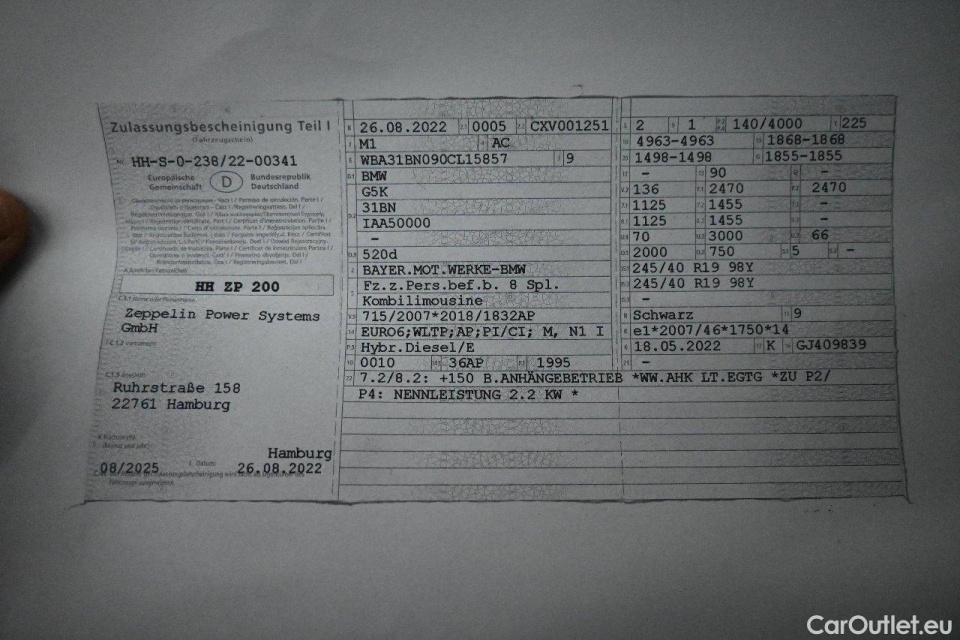 Zulassungsbescheinigung Teil I
(Fahrzeugschein)
Nr. HH-S-0-238/22-00341
Europäische Gemeinschaft D Bundesrepublik Deutschland
HH ZP 200
Zeppelin Power Systems
GmbH
Ruhrstraße 158
22761 Hamburg
Hamburg
08/2025 26.08.2022
26.08.2022 0005 CXV001251
M1 AC
WBA31BN090CL15857 9
BMW
G5K
31BN
IAA50000
–
520d
BAYER.MOT.WERKE-BMW
Fz.z.Pers.bef.b. 8 Spl.
Kombilimousine
715/2007*2018/1832AP
EURO6;WLTP;AP;PI/CI; M, N1 I
Hybr.Diesel/E
0010 36AP 1995
7.2/8.2: +150 B.ANHÄNGEBETRIEB *WW.AHK LT.EGTG *ZU P2/
P4: NENNLEISTUNG 2.2 KW *
2 1 140/4000 225
4963-4963 1868-1868
1498-1498 1855-1855
– 90 –
136 2470 2470
1125 1455 –
1125 1455 –
70 3000 66
2000 750 5 –
245/40 R19 98Y
245/40 R19 98Y
–
Schwarz 9
e1*2007/46*1750*14
18.05.2022 K GJ409839
–
CarOutlet.eu